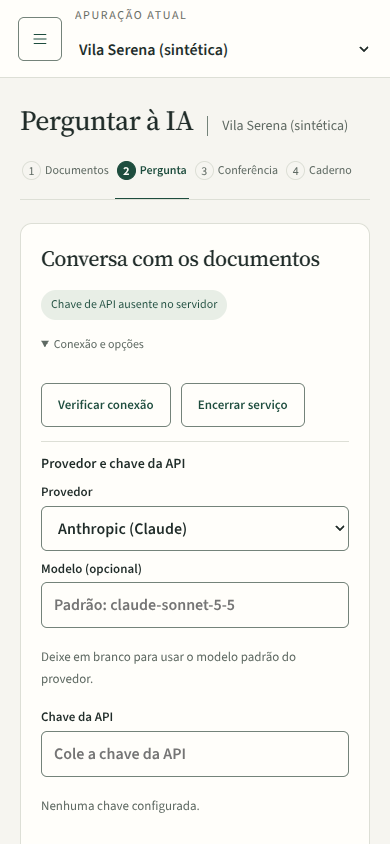 APURAÇÃO ATUAL
Vila Serena (sintética)
Perguntar à IA
Vila Serena (sintética)
1 Documentos 2 Pergunta 3 Conferência 4 Caderno
Conversa com os documentos
Chave de API ausente no servidor
▼ Conexão e opções
Verificar conexão Encerrar serviço
Provedor e chave da API
Provedor
Anthropic (Claude)
Modelo (opcional)
Padrão: claude-sonnet-5-5
Deixe em branco para usar o modelo padrão do
provedor.
Chave da API
Cole a chave da API
Nenhuma chave configurada.